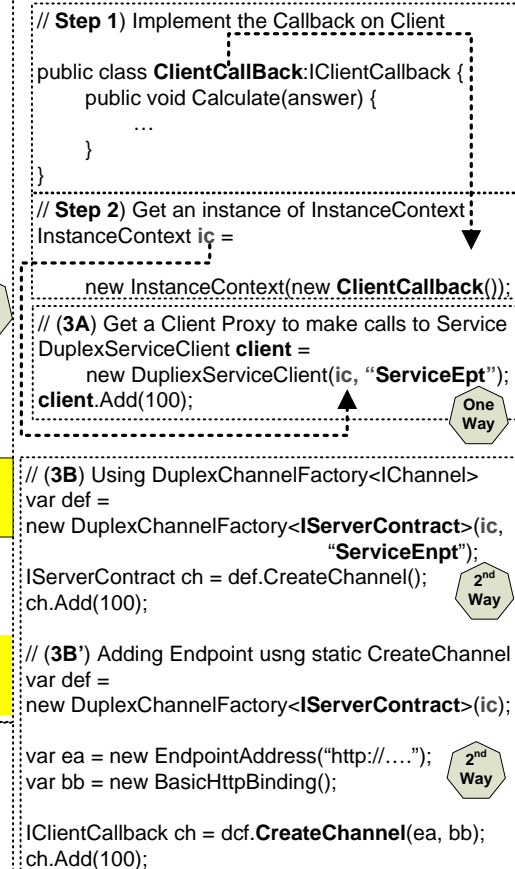 // Step 1) Implement the Callback on Client
public class ClientCallBack:IClientCallback {
public void Calculate(answer) {
…
}
}
// Step 2) Get an instance of InstanceContext
InstanceContext ic =
new InstanceContext(new ClientCallback());
// (3A) Get a Client Proxy to make calls to Service
DuplexServiceClient client =
new DupliexServiceClient(ic, “ServiceEpt”);
client.Add(100);
One
Way
// (3B) Using DuplexChannelFactory<IChannel>
var def =
new DuplexChannelFactory<IServerContract>(ic,
“ServiceEnpt”);
IServerContract ch = def.CreateChannel();
ch.Add(100);
2nd
Way
// (3B’) Adding Endpoint usng static CreateChannel
var def =
new DuplexChannelFactory<IServerContract>(ic);
var ea = new EndpointAddress(“http://….”);
var bb = new BasicHttpBinding();
2nd
Way
IClientCallback ch = dcf.CreateChannel(ea, bb);
ch.Add(100);